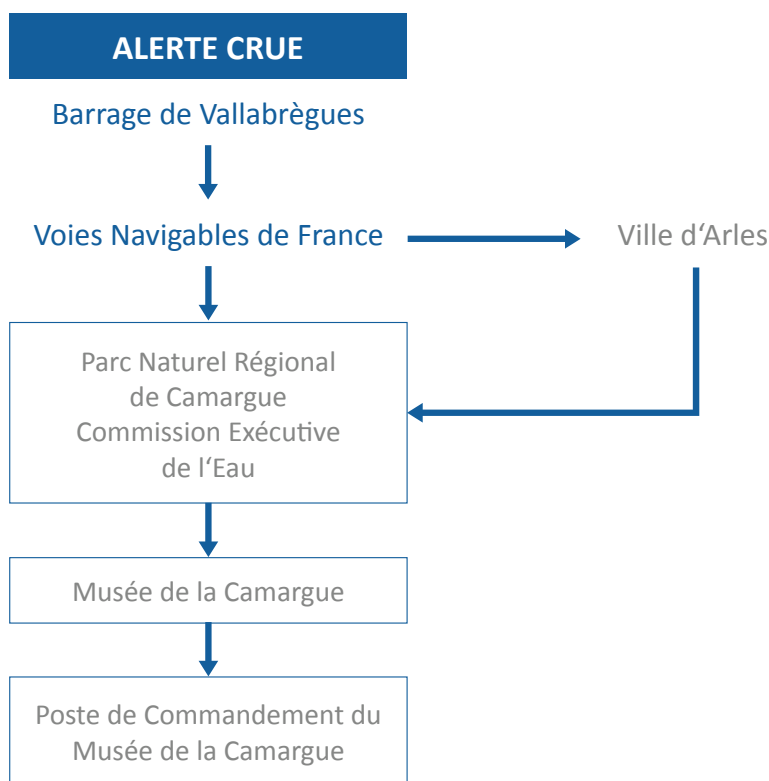 ALERTE CRUE
Barrage de Vallabrègues
Voies Navigables de France
Ville d‘Arles
Parc Naturel Régional
de Camargue
Commission Exécutive
de l‘Eau
Musée de la Camargue
Poste de Commandement du
Musée de la Camargue